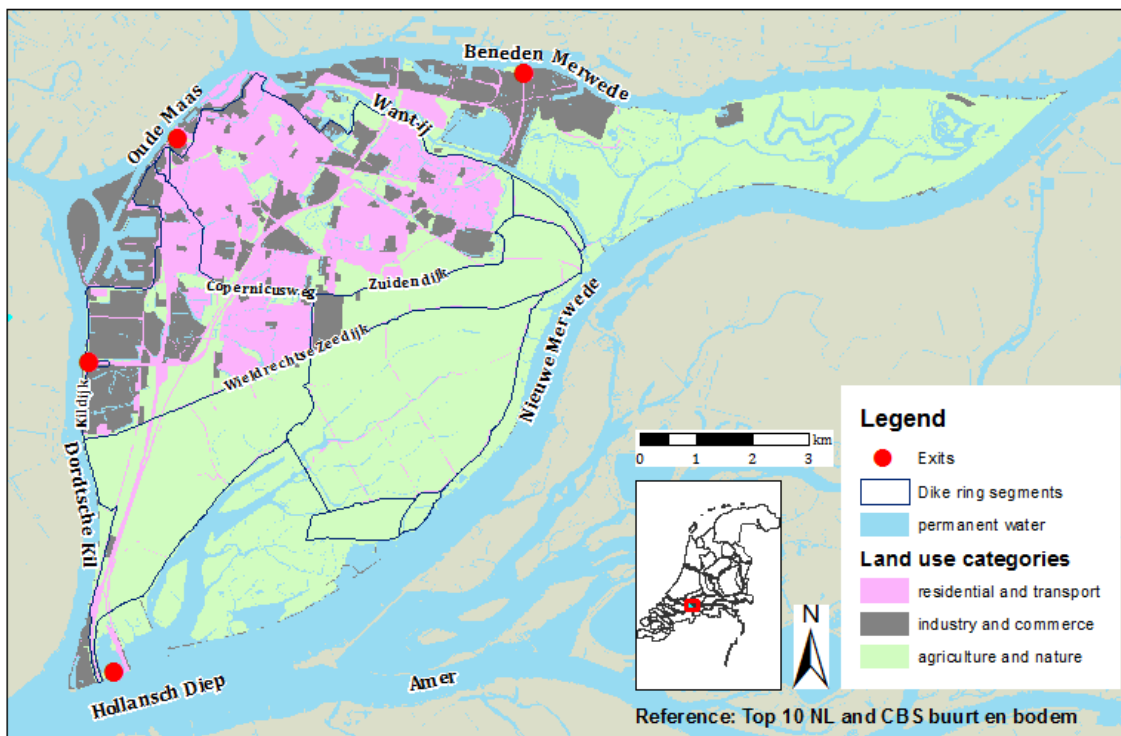 Beneden Merwede
Oude Maas
Want-ij
Copernicusweg
Zuidendijk
Wieldrechtse Zeedijk
Nieuwe Merwede
Kildijk
Dordtsche Kil
Hollansch Diep
Amer
Legend
Exits
Dike ring segments
permanent water
Land use categories
residential and transport
industry and commerce
agriculture and nature
km
0 1 2 3
N
Reference: Top 10 NL and CBS buurt en bodem